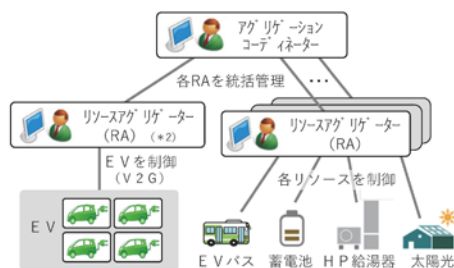 ｱｸﾞﾘｹﾞｰｼｮﾝ
ｺｰﾃﾞｨﾈｰﾀｰ
各RAを統括管理
…
ﾘｿｰｽｱｸﾞﾘｹﾞｰﾀｰ
(RA) (*2)
ﾘｿｰｽｱｸﾞﾘｹﾞｰﾀｰ
(RA)
ＥＶを制御
(Ｖ２Ｇ)
各リソースを制御
ＥＶ
ＥＶバス
蓄電池
ＨＰ給湯器
太陽光